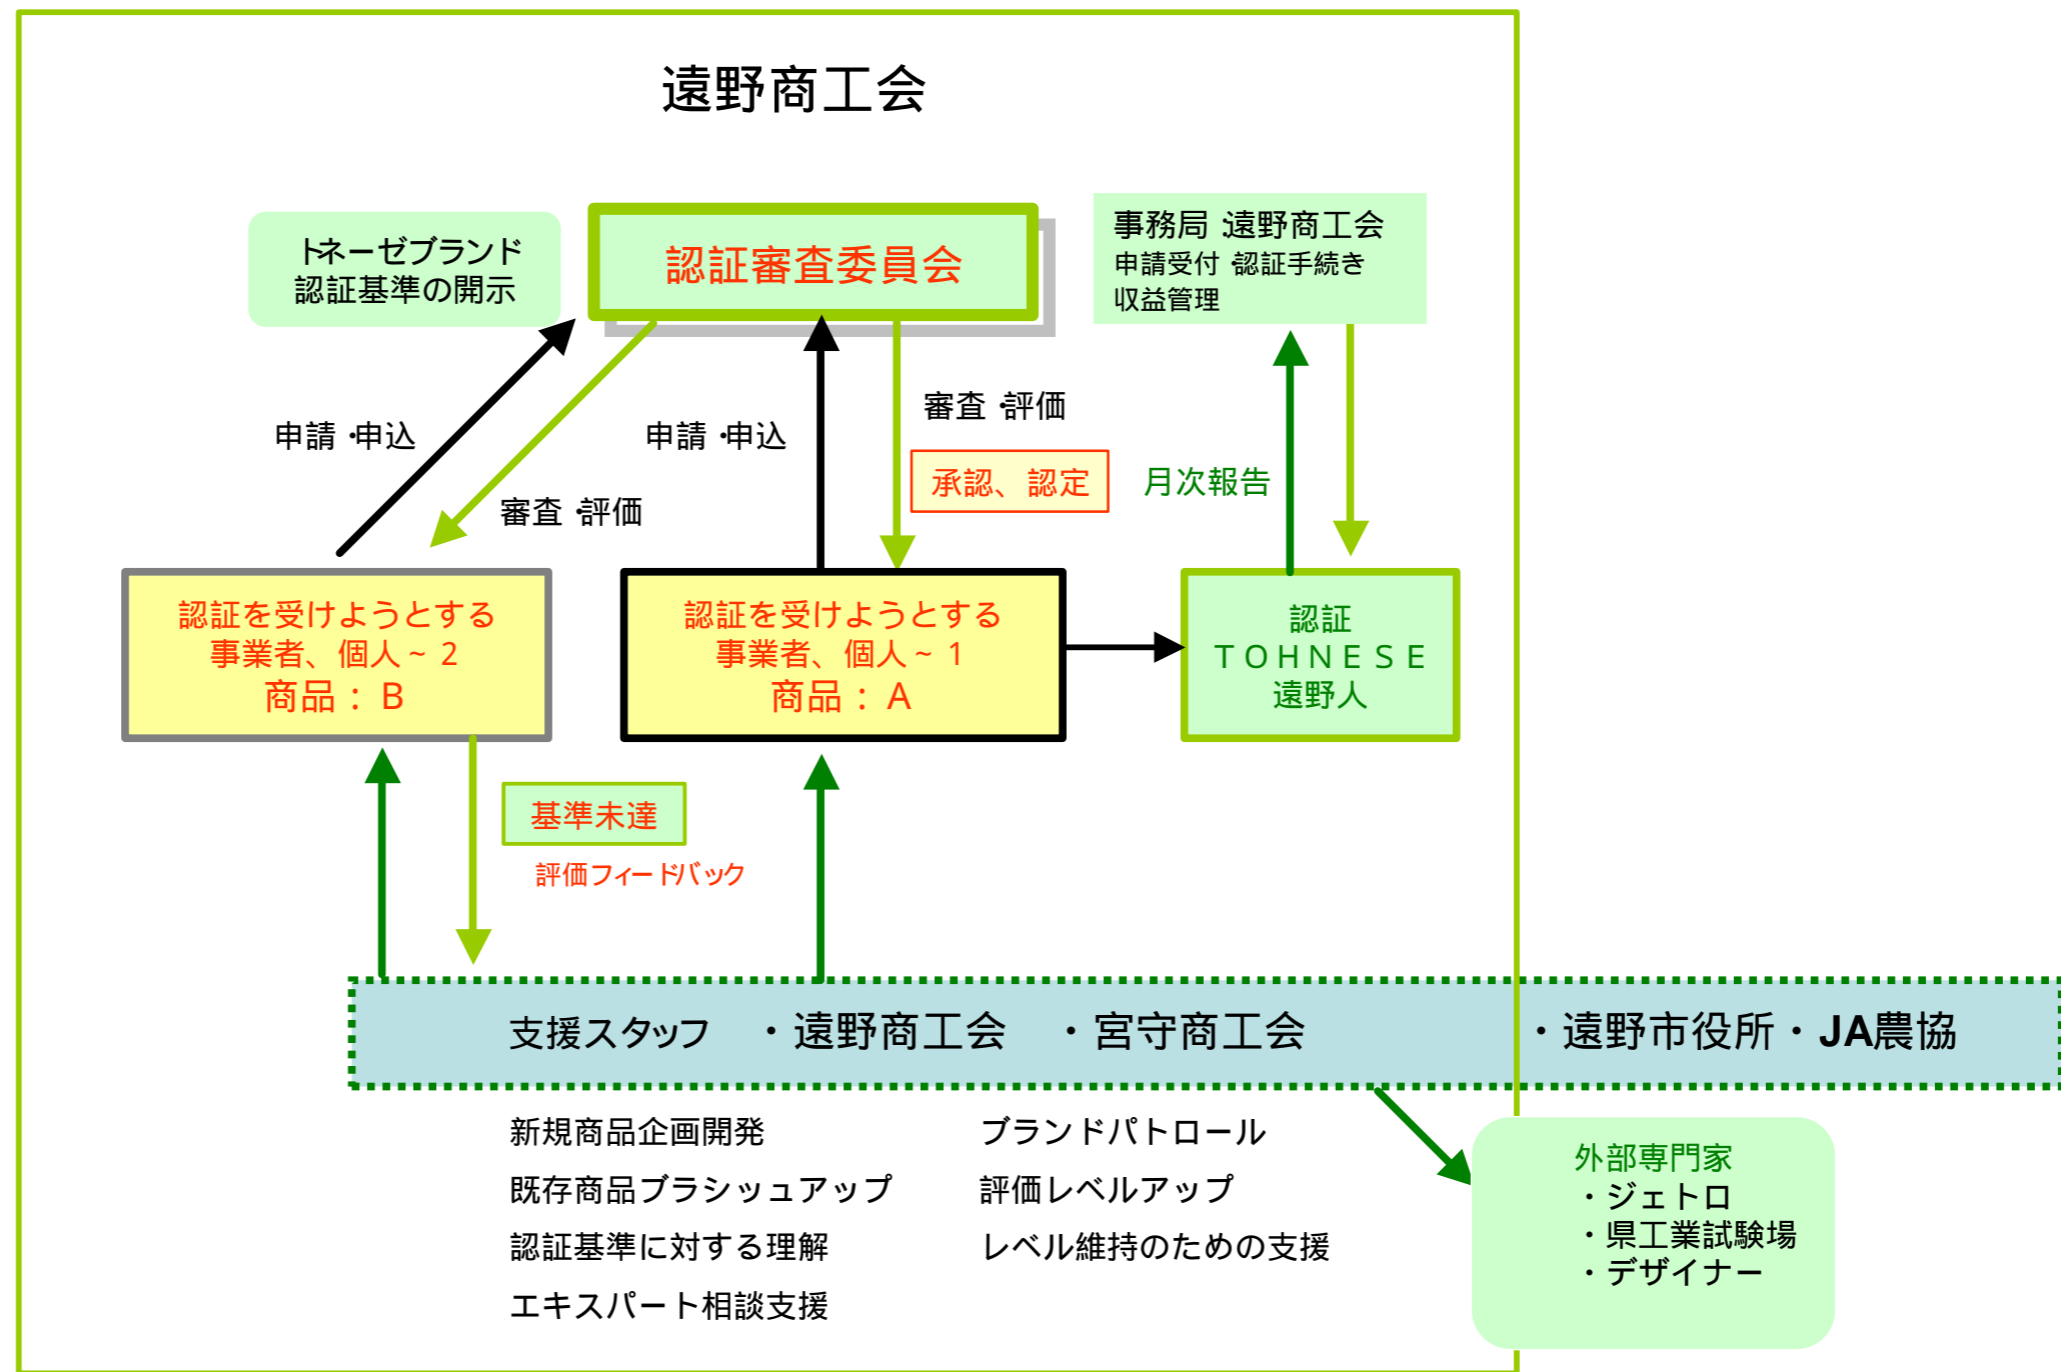 遠野商工会
トネーゼブランド
認証基準の開示
認証審査委員会
事務局・遠野商工会
申請受付・認証手続き
収益管理
申請・申込
審査・評価
申請・申込
審査・評価
承認、認定
月次報告
認証を受けようとする
事業者、個人～2
商品：B
認証を受けようとする
事業者、個人～1
商品：A
認証
TOHNESE
遠野人
基準未達
評価フィードバック
支援スタッフ ・遠野商工会 ・宮守商工会 ・遠野市役所・JA農協
新規商品企画開発
既存商品ブラシッュアップ
認証基準に対する理解
エキスパート相談支援
ブランドパトロール
評価レベルアップ
レベル維持のための支援
外部専門家
・ジェトロ
・県工業試験場
・デザイナー